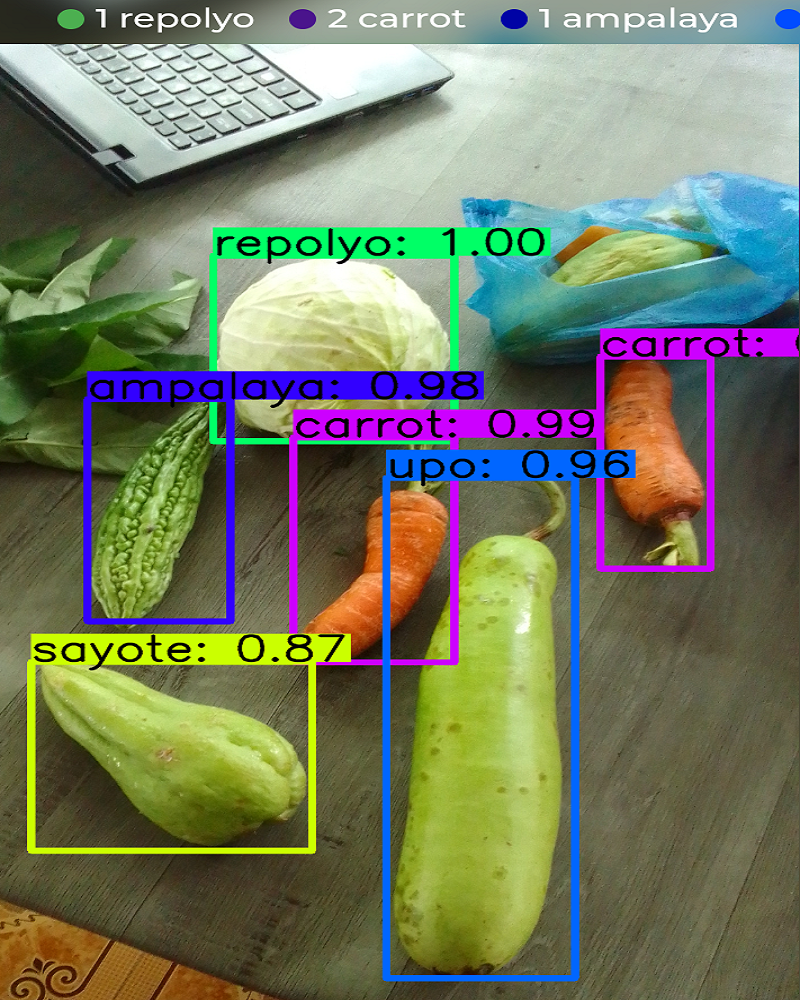 1 repolyo 2 carrot 1 ampalaya
repolyo: 1.00
carrot:
ampalaya: 0.98
carrot: 0.99
upo: 0.96
sayote: 0.87